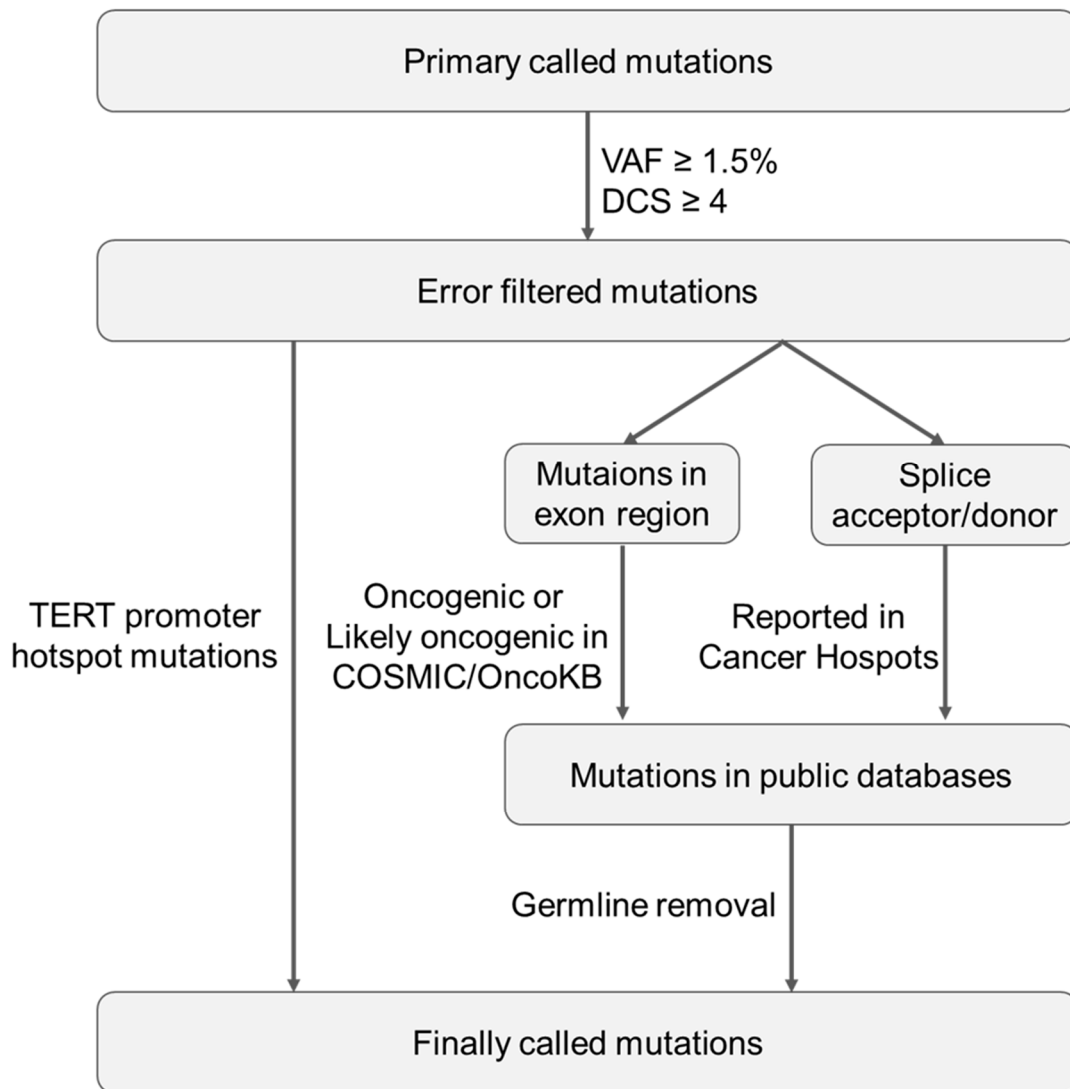 Primary called mutations
VAF ≥ 1.5%
DCS ≥ 4
Error filtered mutations
Mutaions in
exon region
Splice
acceptor/donor
TERT promoter
hotspot mutations
Oncogenic or
Likely oncogenic in
COSMIC/OncoKB
Reported in
Cancer Hospots
Mutations in public databases
Germline removal
Finally called mutations